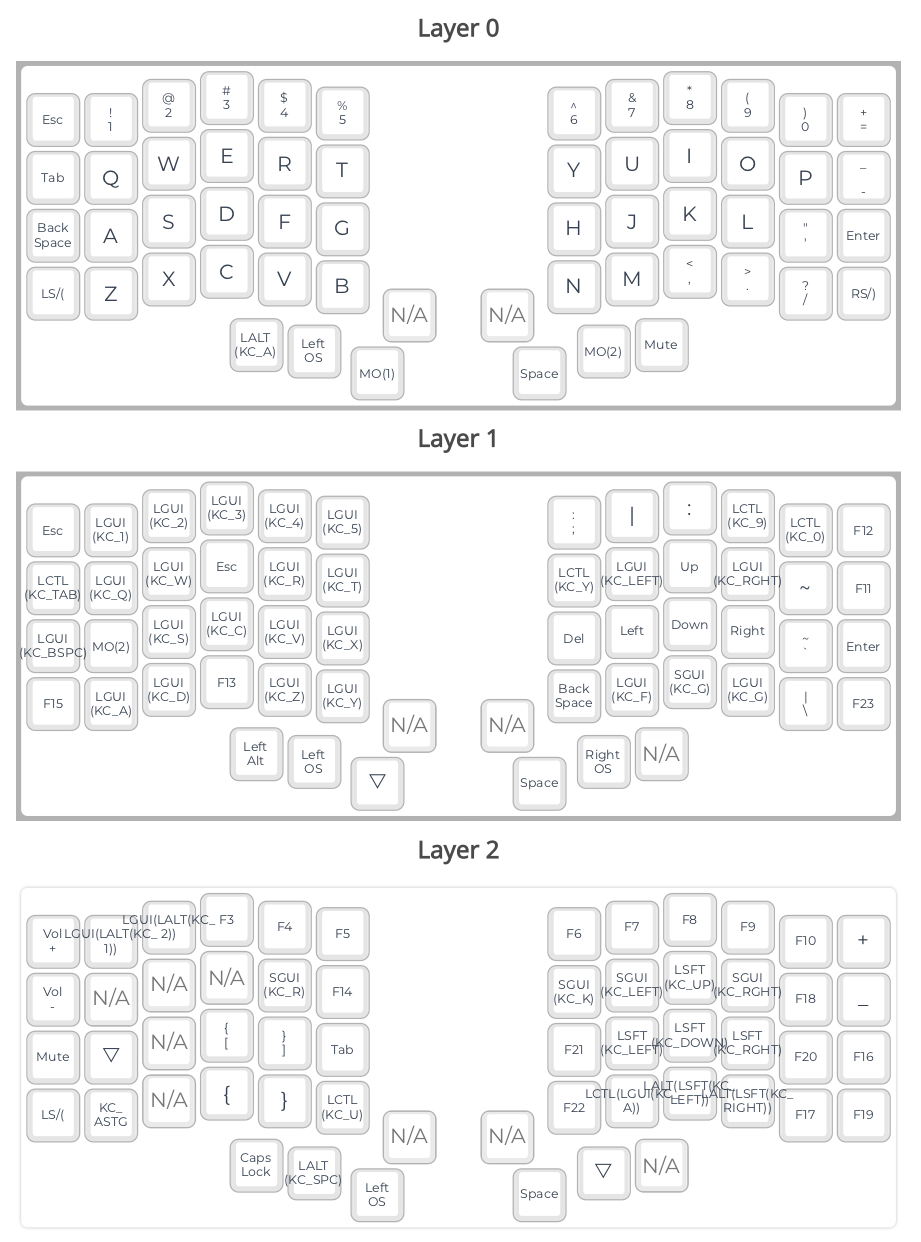 Layer 0
Esc ! 1 @ 2 # 3 $ 4 % 5 ^ 6 & 7 * 8 ( 9 ) 0 + =
Tab Q W E R T Y U I O P _ -
Back Space A S D F G H J K L " ' Enter
LS/( Z X C V B N/A N/A N M < , > . ? / RS/)
LALT (KC_A) Left OS MO(1) Space MO(2) Mute
Layer 1
Esc LGUI (KC_1) LGUI (KC_2) LGUI (KC_3) LGUI (KC_4) LGUI (KC_5) : ; | : LCTL (KC_9) LCTL (KC_0) F12
LCTL (KC_TAB) LGUI (KC_Q) LGUI (KC_W) Esc LGUI (KC_R) LGUI (KC_T) LCTL (KC_Y) LGUI (KC_LEFT) Up LGUI (KC_RGHT) ~ F11
LGUI (KC_BSPC) MO(2) LGUI (KC_S) LGUI (KC_C) LGUI (KC_V) LGUI (KC_X) Del Left Down Right ~ ` Enter
F15 LGUI (KC_A) LGUI (KC_D) F13 LGUI (KC_Z) LGUI (KC_Y) N/A N/A Back Space LGUI (KC_F) SGUI (KC_G) LGUI (KC_G) | \ F23
Left Alt Left OS ▽ Space Right OS N/A
Layer 2
Vol + LGUI(LALT(KC_ 1)) LGUI(LALT(KC_ 2)) F3 F4 F5 F6 F7 F8 F9 F10 +
Vol - N/A N/A N/A SGUI (KC_R) F14 SGUI (KC_K) SGUI (KC_LEFT) LSFT (KC_UP) SGUI (KC_RGHT) F18 _
Mute ▽ N/A { [ } ] Tab F21 LSFT (KC_LEFT) LSFT (KC_DOWN) LSFT (KC_RGHT) F20 F16
LS/( KC_ ASTG N/A { } LCTL (KC_U) N/A N/A F22 LCTL(LGUI(KC_ A)) LALT(LSFT(KC_ LEFT)) LALT(LSFT(KC_ RIGHT)) F17 F19
Caps Lock LALT (KC_SPC) Left OS Space ▽ N/A